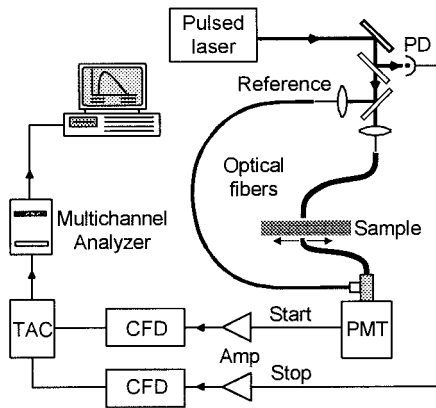 Pulsed
laser
PD
Reference
Optical
fibers
Multichannel
Analyzer
Sample
TAC
CFD
Start
PMT
Amp
CFD
Stop